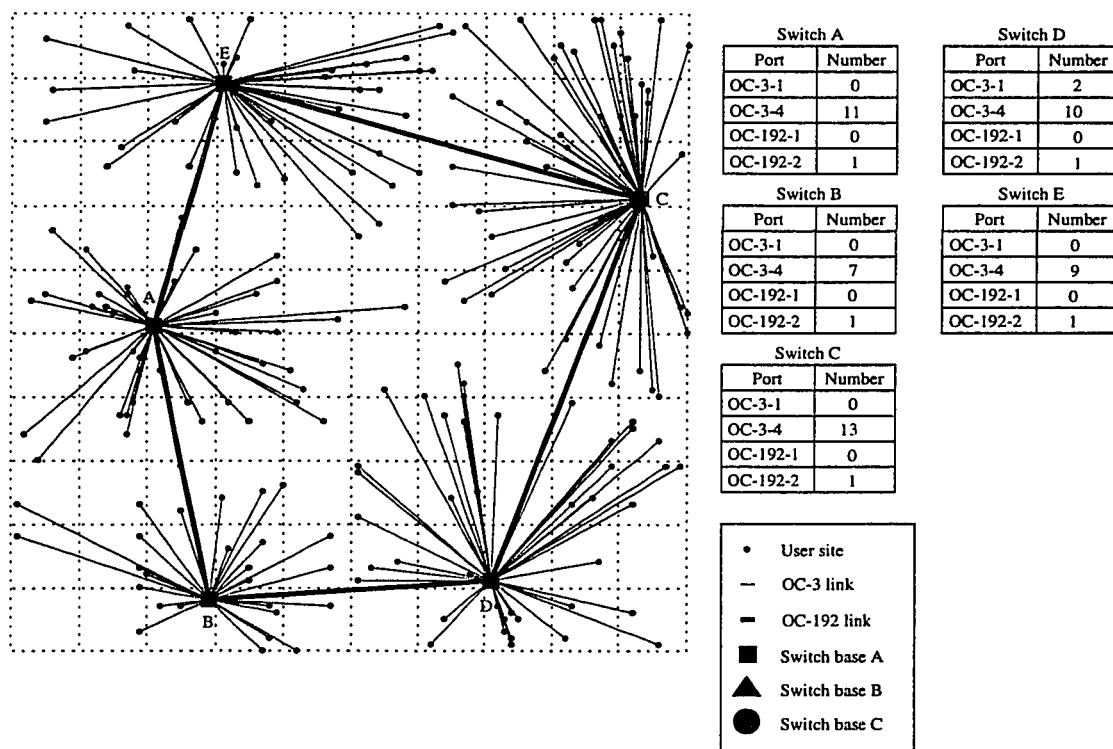 E
C
A
B
D
Switch A
Port Number
OC-3-1 0
OC-3-4 11
OC-192-1 0
OC-192-2 1
Switch D
Port Number
OC-3-1 2
OC-3-4 10
OC-192-1 0
OC-192-2 1
Switch B
Port Number
OC-3-1 0
OC-3-4 7
OC-192-1 0
OC-192-2 1
Switch E
Port Number
OC-3-1 0
OC-3-4 9
OC-192-1 0
OC-192-2 1
Switch C
Port Number
OC-3-1 0
OC-3-4 13
OC-192-1 0
OC-192-2 1
User site
OC-3 link
OC-192 link
Switch base A
Switch base B
Switch base C